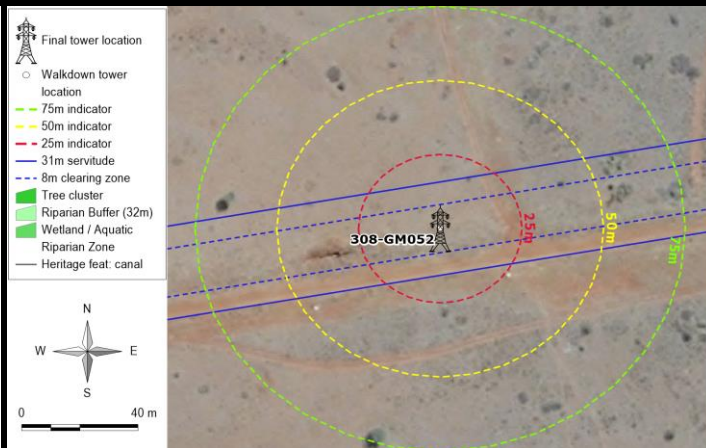 Final tower location
Walkdown tower
location
75m indicator
50m indicator
25m indicator
31m servitude
8m clearing zone
Tree cluster
Riparian Buffer (32m)
Wetland / Aquatic
Riparian Zone
Heritage feat: canal
N
W E
S
0 40 m
308-GM052
25m
50m
75m